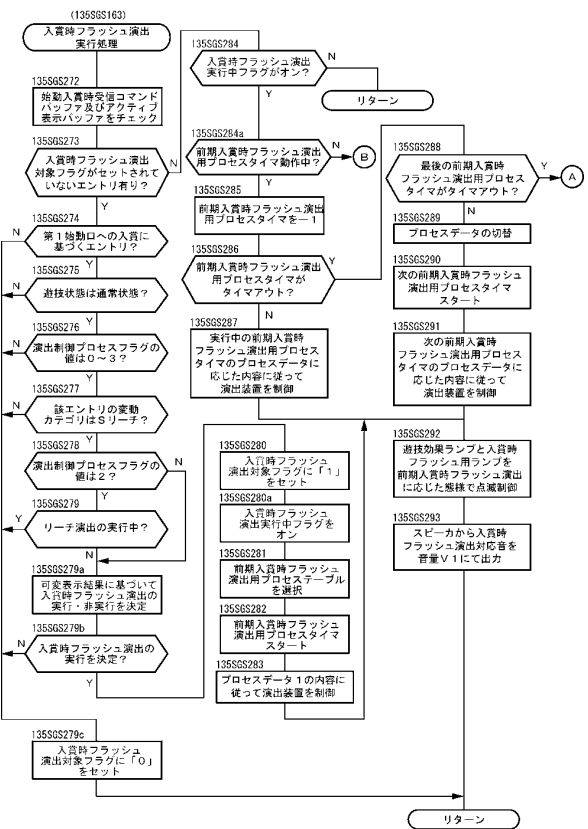 (135SGS163)
入賞時フラッシュ演出
実行処理
135SGS272
始動入賞時受信コマンド
バッファ及びアクティブ
表示バッファをチェック
135SGS273
入賞時フラッシュ演出
対象フラグがセットされて
いないエントリ有り？
N
Y
135SGS274
第１始動口への入賞に
基づくエントリ？
N
Y
135SGS275
遊技状態は通常状態？
N
Y
135SGS276
演出制御プロセスフラグの
値は０～３？
N
Y
135SGS277
該エントリの変動
カテゴリはＳリーチ？
N
Y
135SGS278
演出制御プロセスフラグの
値は２？
N
Y
135SGS279
リーチ演出の実行中？
Y
N
135SGS279a
可変表示結果に基づいて
入賞時フラッシュ演出の
実行・非実行を決定
135SGS279b
入賞時フラッシュ演出の
実行を決定？
N
Y
135SGS279c
入賞時フラッシュ
演出対象フラグに「０」
をセット
135SGS284
入賞時フラッシュ演出
実行中フラグがオン？
N
Y
リターン
135SGS284a
前期入賞時フラッシュ演出
用プロセスタイマ動作中？
N
B
Y
135SGS285
前期入賞時フラッシュ演出
用プロセスタイマを－１
135SGS286
前期入賞時フラッシュ演出
用プロセスタイマが
タイマアウト？
Y
N
135SGS287
実行中の前期入賞時
フラッシュ演出用プロセス
タイマのプロセスデータに
応じた内容に従って
演出装置を制御
135SGS280
入賞時フラッシュ
演出対象フラグに「１」
をセット
135SGS280a
入賞時フラッシュ
演出実行中フラグを
オン
135SGS281
前期入賞時フラッシュ
演出用プロセステーブル
を選択
135SGS282
前期入賞時フラッシュ
演出用プロセスタイマ
スタート
135SGS283
プロセスデータ１の内容に
従って演出装置を制御
135SGS288
最後の前期入賞時
フラッシュ演出用プロセス
タイマがタイマアウト？
Y
A
N
135SGS289
プロセスデータの切替
135SGS290
次の前期入賞時フラッシュ
演出用プロセスタイマ
スタート
135SGS291
次の前期入賞時
フラッシュ演出用プロセス
タイマのプロセスデータに
応じた内容に従って
演出装置を制御
135SGS292
遊技効果ランプと入賞時
フラッシュ用ランプを
前期入賞時フラッシュ演出
に応じた態様で点滅制御
135SGS293
スピーカから入賞時
フラッシュ演出対応音を
音量Ｖ１にて出力
リターン